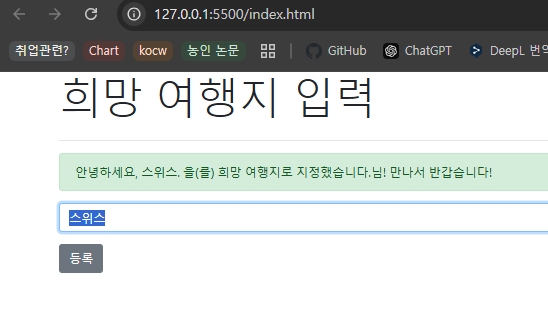 127.0.0.1:5500/index.html
취업관련? Chart kocw 농인 논문 GitHub ChatGPT DeepL 번역
희망 여행지 입력
안녕하세요, 스위스. 을(를) 희망 여행지로 지정했습니다.님! 만나서 반갑습니다!
스위스
등록